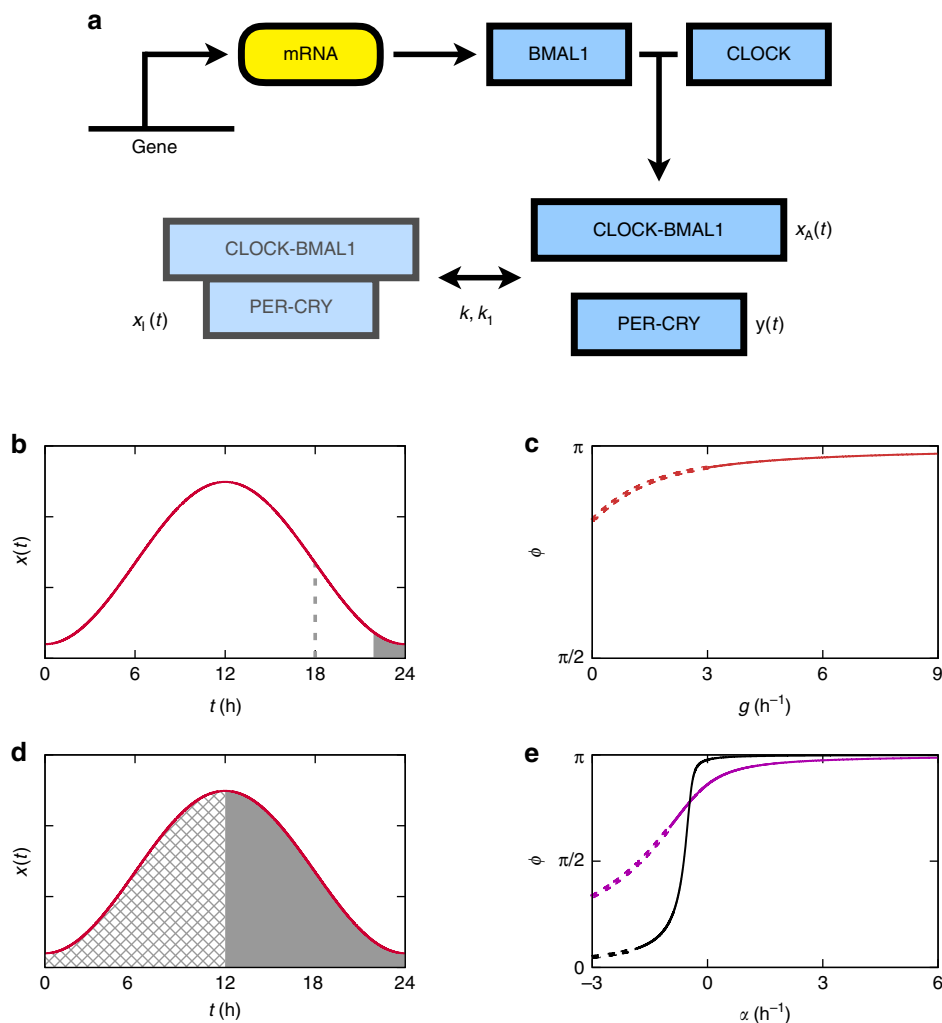 a
mRNA
BMAL1
CLOCK
Gene
CLOCK-BMAL1
x_A(t)
CLOCK-BMAL1
PER-CRY
x_I (t)
k, k_1
PER-CRY
y(t)
b
x(t)
0
6
12
18
24
t (h)
c
π
ϕ
π/2
0
3
6
9
g (h⁻¹)
d
x(t)
0
6
12
18
24
t (h)
e
π
ϕ
π/2
0
−3
0
3
6
α (h⁻¹)